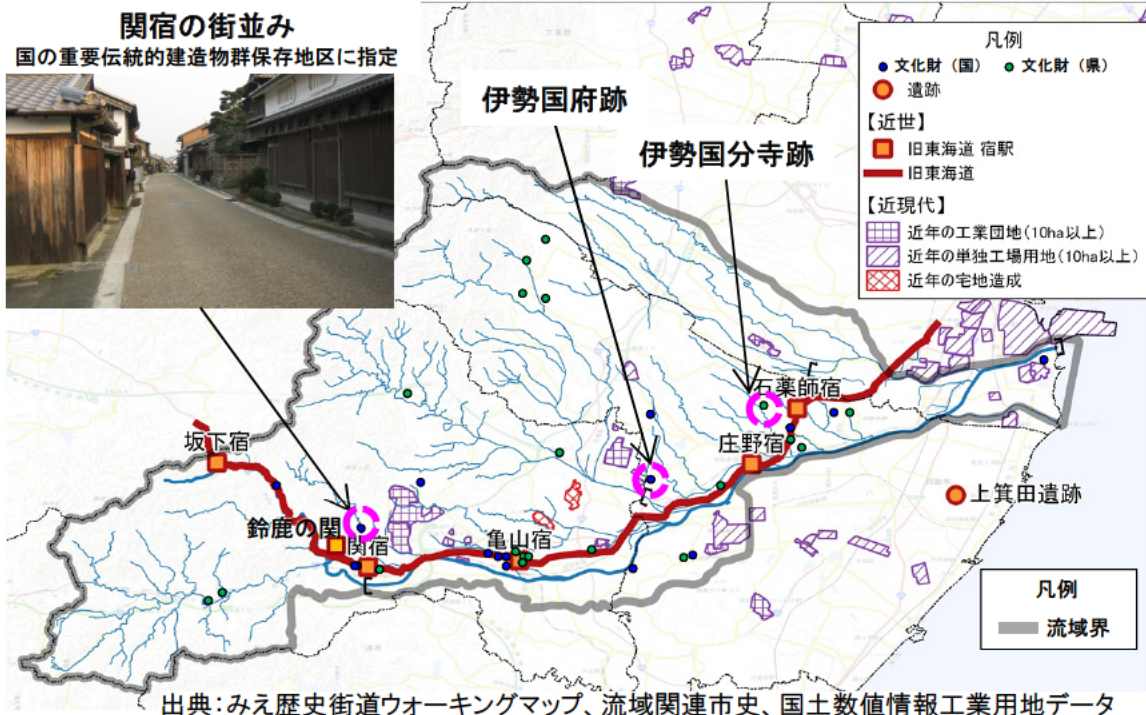 関宿の街並み
国の重要伝統的建造物群保存地区に指定
伊勢国府跡
伊勢国分寺跡
凡例
文化財（国） 文化財（県）
遺跡
【近世】
旧東海道 宿駅
旧東海道
【近現代】
近年の工業団地（10ha以上）
近年の単独工場用地（10ha以上）
近年の宅地造成
石薬師宿
坂下宿
庄野宿
上箕田遺跡
鈴鹿の関
関宿
亀山宿
凡例
流域界
出典：みえ歴史街道ウォーキングマップ、流域関連市史、国土数値情報工業用地データ